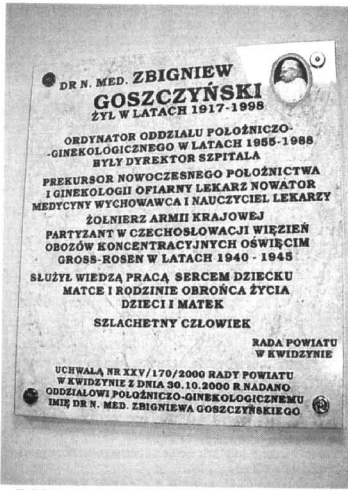 DR N. MED. ZBIGNIEW
GOSZCZYŃSKI
ŻYŁ W LATACH 1917-1998
ORDYNATOR ODDZIAŁU POŁOŻNICZO-
-GINEKOLOGICZNEGO W LATACH 1955-1988
BYŁY DYREKTOR SZPITALA
PREKURSOR NOWOCZESNEGO POŁOŻNICTWA
I GINEKOLOGII OFIARNY LEKARZ NOWATOR
MEDYCYNY WYCHOWAWCA I NAUCZYCIEL LEKARZY
ŻOŁNIERZ ARMII KRAJOWEJ
PARTYZANT W CZECHOSŁOWACJI WIĘZIEŃ
OBOZÓW KONCENTRACYJNYCH OŚWIĘCIM
GROSS-ROSEN W LATACH 1940 - 1945
SŁUŻYŁ WIEDZĄ PRACĄ SERCEM DZIECKU
MATCE I RODZINIE OBROŃCA ŻYCIA
DZIECI I MATEK
SZLACHETNY CZŁOWIEK
RADA POWIATU
W KWIDZYNIE
UCHWAŁĄ NR XXV/170/2000 RADY POWIATU
W KWIDZYNIE Z DNIA 30.10.2000 R. NADANO
ODDZIAŁOWI POŁOŻNICZO-GINEKOLOGICZNEMU
IMIĘ DR N. MED. ZBIGNIEWA GOSZCZYŃSKIEGO